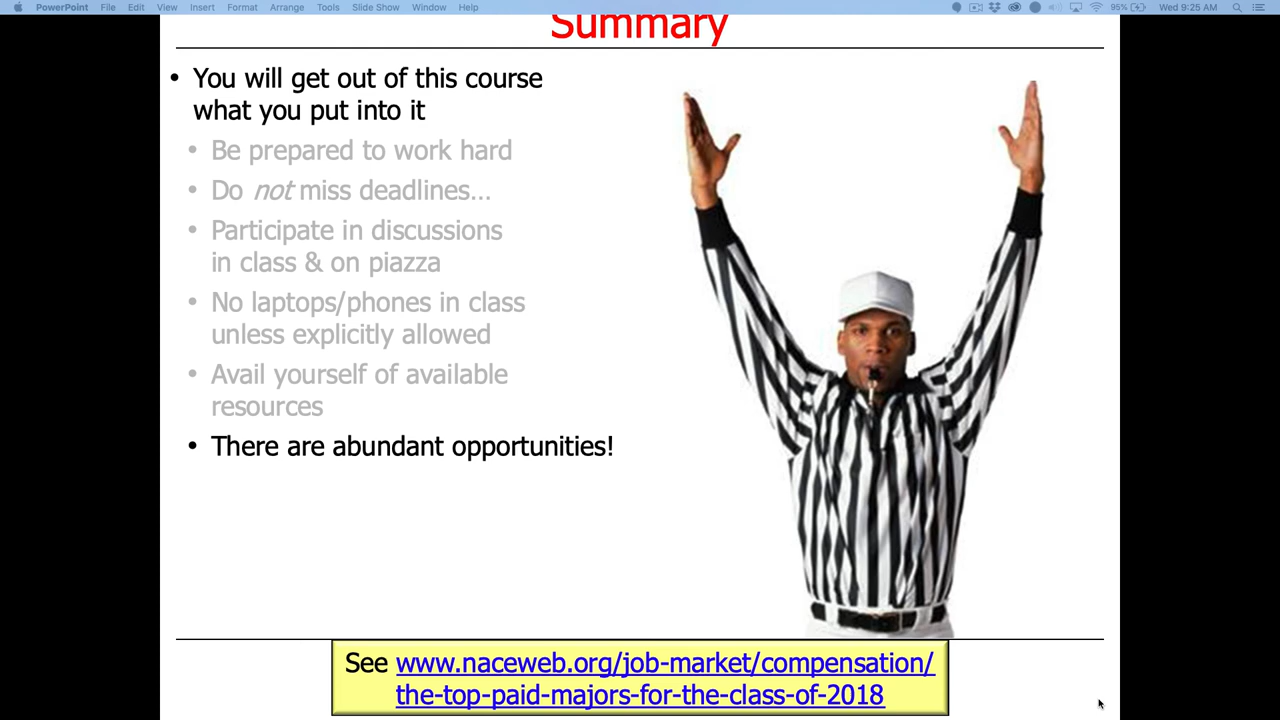 PowerPoint File Edit View Insert Format Arrange Tools Slide Show Window Help 95% Wed 9:25 AM
Summary
• You will get out of this course
what you put into it
• Be prepared to work hard
• Do not miss deadlines…
• Participate in discussions
in class & on piazza
• No laptops/phones in class
unless explicitly allowed
• Avail yourself of available
resources
• There are abundant opportunities!
See www.naceweb.org/job-market/compensation/
the-top-paid-majors-for-the-class-of-2018